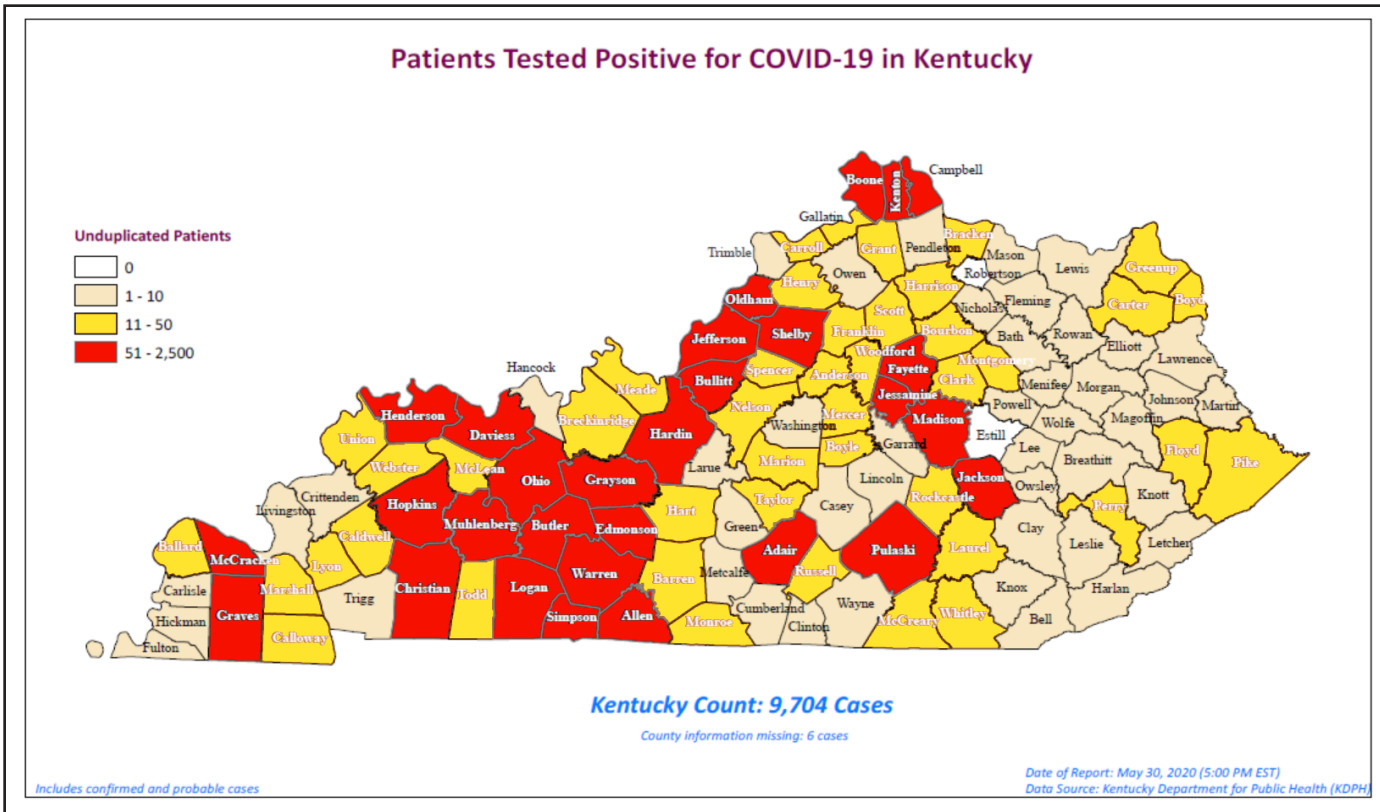 Patients Tested Positive for COVID-19 in Kentucky
Unduplicated Patients
0
1 - 10
11 - 50
51 - 2,500
Boone
Kenton
Campbell
Gallatin
Trimble
Carroll
Grant
Pendleton
Bracken
Mason
Robertson
Lewis
Greenup
Owen
Henry
Harrison
Oldham
Nicholas
Fleming
Carter
Boyd
Scott
Jefferson
Shelby
Franklin
Bourbon
Bath
Rowan
Elliott
Lawrence
Woodford
Fayette
Montgomery
Bullitt
Spencer
Anderson
Clark
Menifee
Morgan
Johnson
Martin
Hancock
Meade
Jessamine
Powell
Magoffin
Nelson
Mercer
Washington
Madison
Wolfe
Henderson
Breckinridge
Daviess
Hardin
Estill
Union
Boyle
Garrard
Lee
Floyd
Pike
Webster
McLean
Larue
Marion
Breathitt
Ohio
Grayson
Lincoln
Jackson
Owsley
Knott
Crittenden
Livingston
Hopkins
Taylor
Rockcastle
Perry
Muhlenberg
Butler
Edmonson
Hart
Green
Casey
Clay
Leslie
Letcher
Caldwell
Ballard
McCracken
Adair
Pulaski
Laurel
Lyon
Warren
Barren
Metcalfe
Russell
Carlisle
Marshall
Christian
Todd
Logan
Knox
Harlan
Trigg
Hickman
Graves
Simpson
Allen
Monroe
Cumberland
Clinton
Wayne
McCreary
Whitley
Bell
Calloway
Fulton
Kentucky Count: 9,704 Cases
County information missing: 6 cases
Includes confirmed and probable cases
Date of Report: May 30, 2020 (5:00 PM EST)
Data Source: Kentucky Department for Public Health (KDPH)